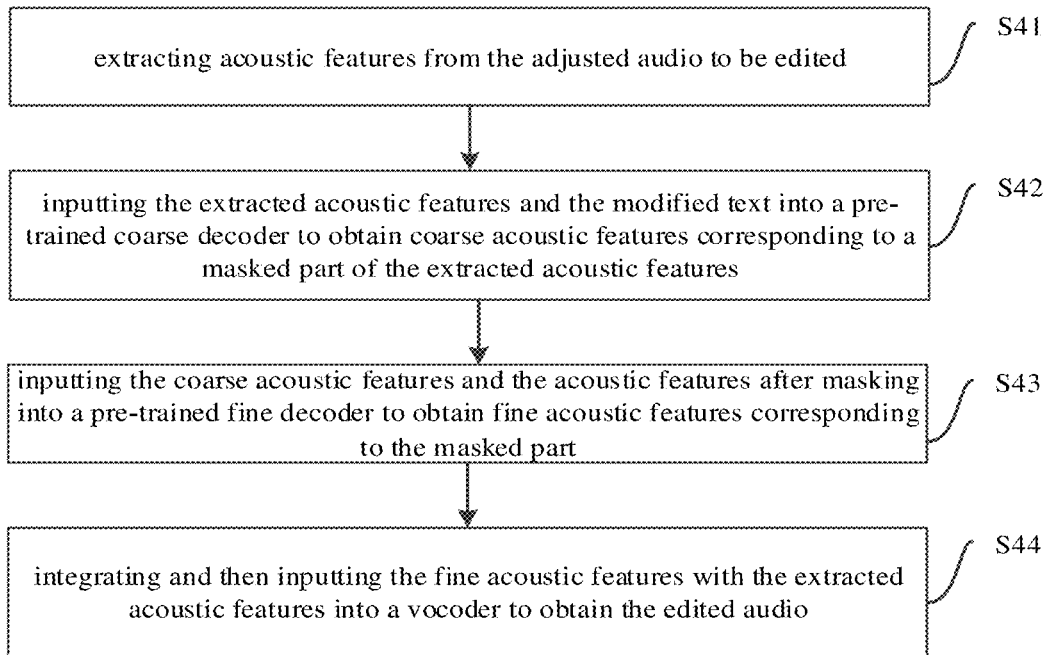 extracting acoustic features from the adjusted audio to be edited
S41
inputting the extracted acoustic features and the modified text into a pre-
trained coarse decoder to obtain coarse acoustic features corresponding to a
masked part of the extracted acoustic features
S42
inputting the coarse acoustic features and the acoustic features after masking
into a pre-trained fine decoder to obtain fine acoustic features corresponding
to the masked part
S43
integrating and then inputting the fine acoustic features with the extracted
acoustic features into a vocoder to obtain the edited audio
S44